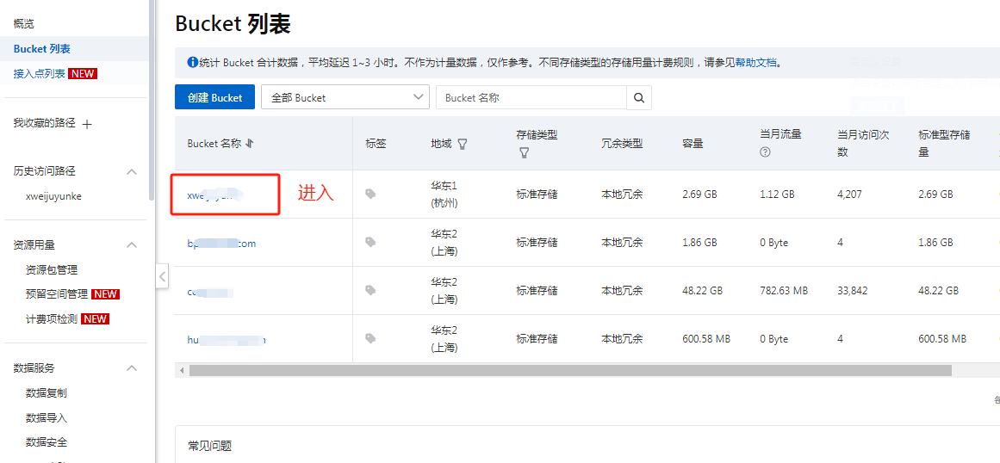 概览
Bucket 列表
接入点列表 NEW
我收藏的路径 +
历史访问路径
xweijuyunke
资源用量
资源包管理
预留空间管理 NEW
计费项检测 NEW
数据服务
数据复制
数据导入
数据安全
Bucket 列表
统计 Bucket 合计数据，平均延迟 1~3 小时。不作为计量数据，仅作参考。不同存储类型的存储用量计费规则，请参见帮助文档。
创建 Bucket 全部 Bucket Bucket 名称
Bucket 名称 标签 地域 存储类型 冗余类型 容量 当月流量 当月访问次数 标准型存储量
进入 华东1 (杭州) 标准存储 本地冗余 2.69 GB 1.12 GB 4,207 2.69 GB
华东2 (上海) 标准存储 本地冗余 1.86 GB 0 Byte 4 1.86 GB
华东2 (上海) 标准存储 本地冗余 48.22 GB 782.63 MB 33,842 48.22 GB
华东2 (上海) 标准存储 本地冗余 600.58 MB 0 Byte 4 600.58 MB
常见问题